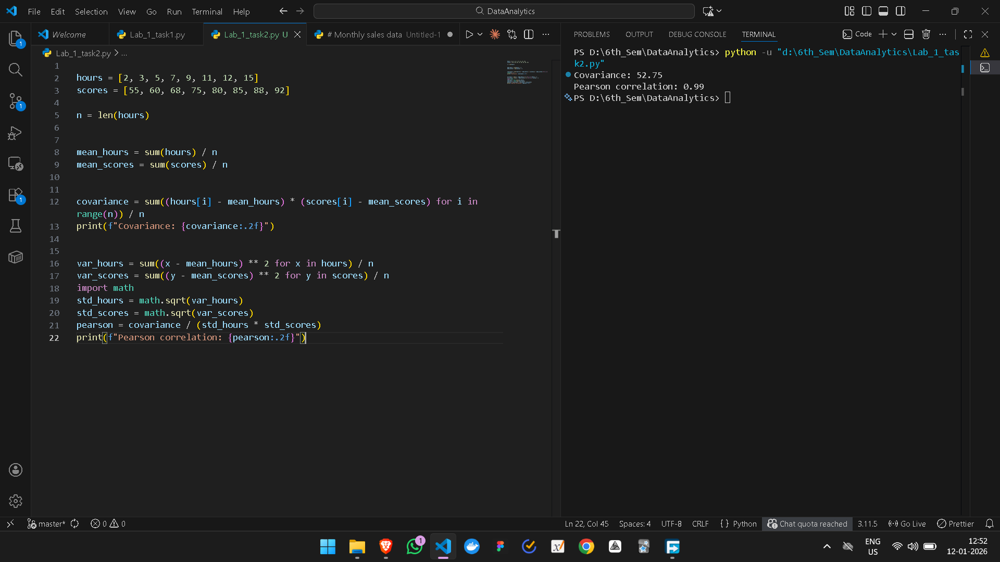 File Edit Selection View Go Run Terminal Help
DataAnalytics
Welcome
Lab_1_task1.py
Lab_1_task2.py U
# Monthly sales data Untitled-1
Lab_1_task2.py > ...
1
2 hours = [2, 3, 5, 7, 9, 11, 12, 15]
3 scores = [55, 60, 68, 75, 80, 85, 88, 92]
4
5 n = len(hours)
6
7
8 mean_hours = sum(hours) / n
9 mean_scores = sum(scores) / n
10
11
12 covariance = sum((hours[i] - mean_hours) * (scores[i] - mean_scores) for i in
range(n)) / n
13 print(f"Covariance: {covariance:.2f}")
14
15
16 var_hours = sum((x - mean_hours) ** 2 for x in hours) / n
17 var_scores = sum((y - mean_scores) ** 2 for y in scores) / n
18 import math
19 std_hours = math.sqrt(var_hours)
20 std_scores = math.sqrt(var_scores)
21 pearson = covariance / (std_hours * std_scores)
22 print(f"Pearson correlation: {pearson:.2f}")
PROBLEMS OUTPUT DEBUG CONSOLE TERMINAL
Code
PS D:\6th_Sem\DataAnalytics> python -u "d:\6th_Sem\DataAnalytics\Lab_1_tas
k2.py"
Covariance: 52.75
Pearson correlation: 0.99
PS D:\6th_Sem\DataAnalytics>
1
1
1
master* 0 0
Ln 22, Col 45 Spaces: 4 UTF-8 CRLF { } Python Chat quota reached 3.11.5 Go Live Prettier
1
ENG
US
12:52
12-01-2026